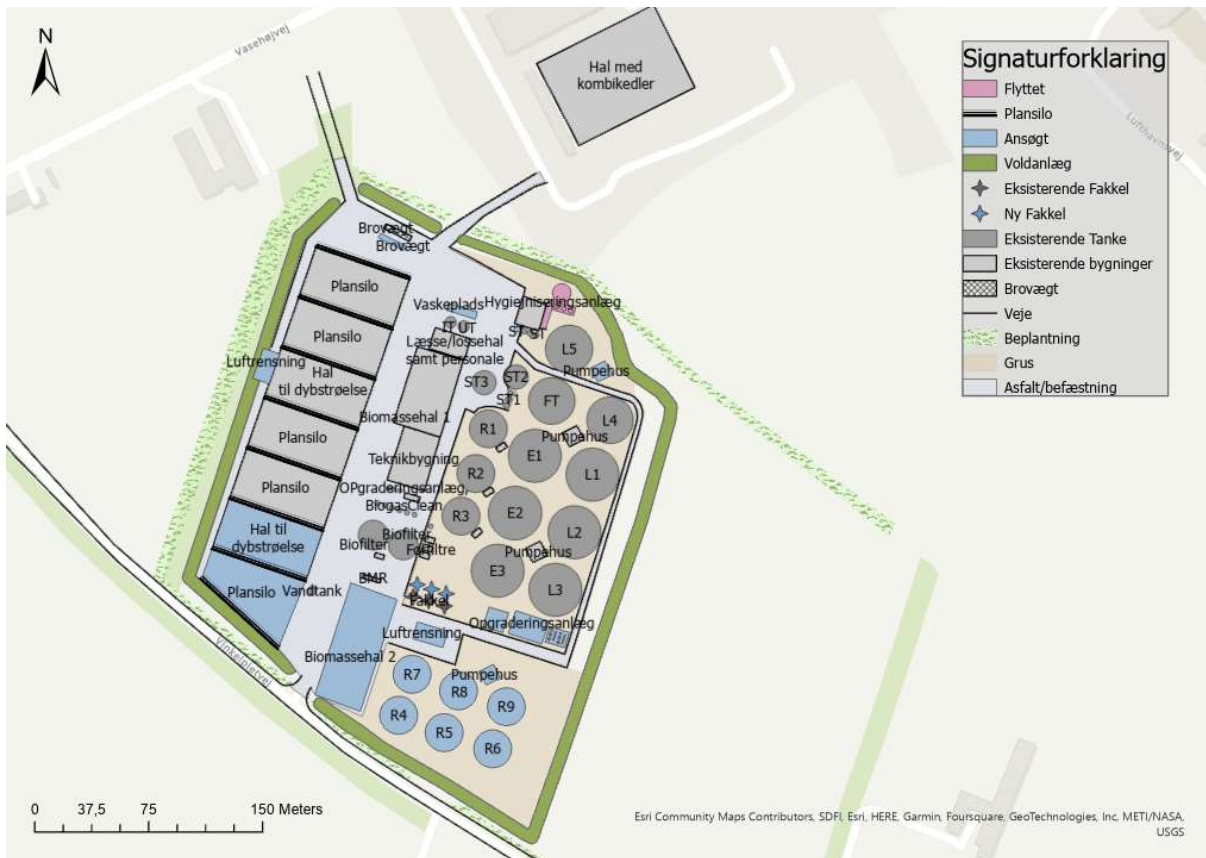 N
Vasehøjvej
Hal med
kombikedler
Signaturforklaring
Flyttet
Plansilo
Ansøgt
Voldanlæg
Eksisterende Fakkel
Ny Fakkel
Eksisterende Tanke
Eksisterende bygninger
Brovægt
Veje
Beplantning
Grus
Asfalt/befæstning
Lufthavnsvej
Brovægt
Brovægt
Plansilo
Vaskeplads
Hygiejniseringsanlæg
Plansilo
UT
ST
ST
Læsse/lossehal
samt personale
L5
Luftrensning
Hal
til dybstrøelse
Pumpehus
ST3
ST2
ST1
FT
L4
Biomassehal 1
R1
Pumpehus
Plansilo
E1
Teknikbygning
R2
L1
Plansilo
OPgraderingsanlæg,
BiogasClean
R3
E2
L2
Hal til
dybstrøelse
Biofilter
Biofilter
Forfiltre
Pumpehus
E3
L3
Plansilo
Vandtank
BMR
Fakkel
Luftrensning
Opgraderingsanlæg
Biomassehal 2
Vinkelpletvej
R7
R8
Pumpehus
R9
R4
R5
R6
0 37,5 75 150 Meters
Esri Community Maps Contributors, SDFI, Esri, HERE, Garmin, Foursquare, GeoTechnologies, Inc, METI/NASA,
USGS